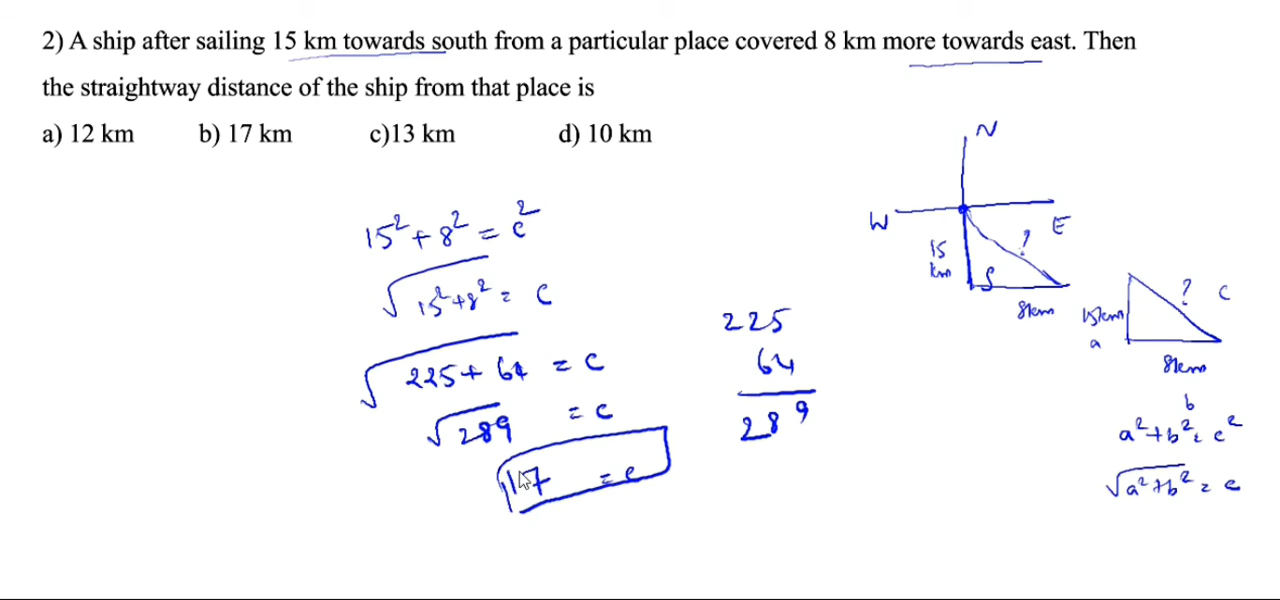 2) A ship after sailing 15 km towards south from a particular place covered 8 km more towards east. Then
the straightway distance of the ship from that place is
a) 12 km b) 17 km c)13 km d) 10 km
N
W
E
15
km
S
?
8km
15² + 8² = c²
√15²+8² = c
√225 + 64 = c
√289 = c
17 = c
225
64
289
? c
15km
a
8km
b
a²+b² = c²
√a²+b² = c